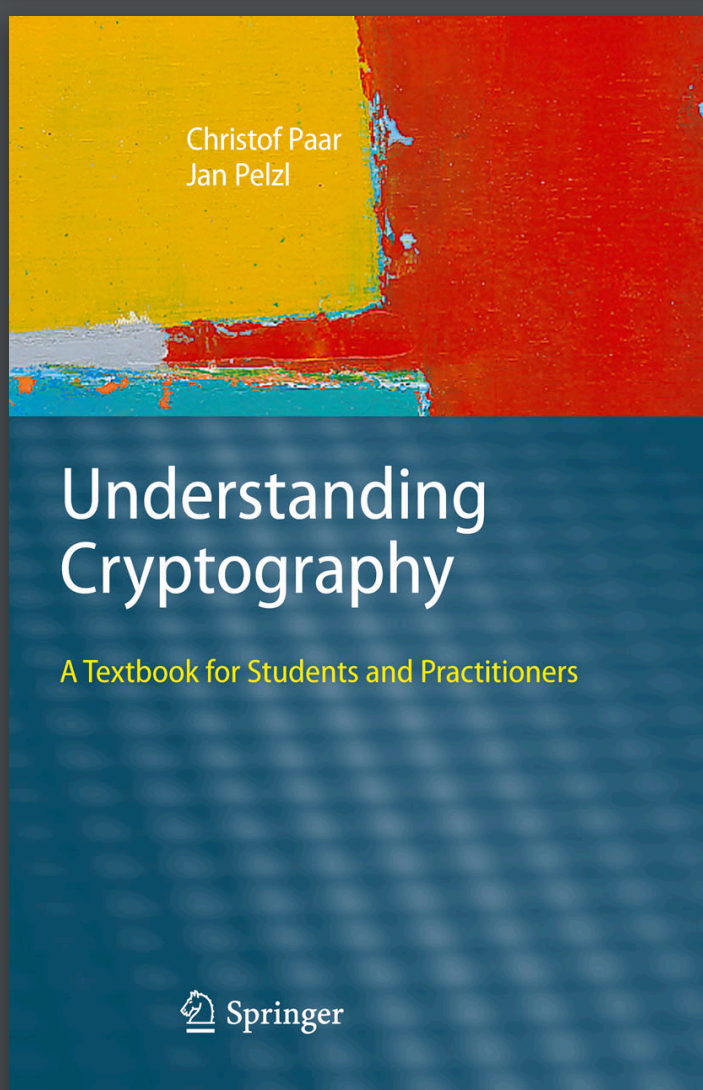 Christof Paar
Jan Pelzl
Understanding
Cryptography
A Textbook for Students and Practitioners
Springer